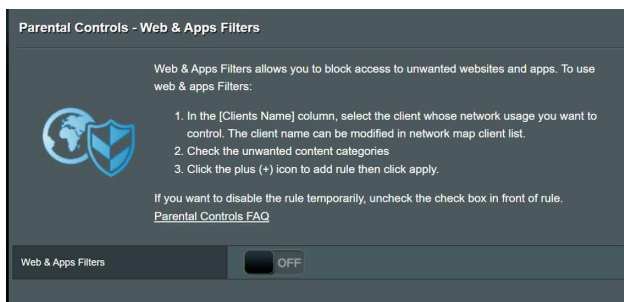 Parental Controls - Web & Apps Filters
Web & Apps Filters allows you to block access to unwanted websites and apps. To use
web & apps Filters:
1. In the [Clients Name] column, select the client whose network usage you want to
control. The client name can be modified in network map client list.
2. Check the unwanted content categories
3. Click the plus (+) icon to add rule then click apply.
If you want to disable the rule temporarily, uncheck the check box in front of rule.
Parental Controls FAQ
Web & Apps Filters
OFF